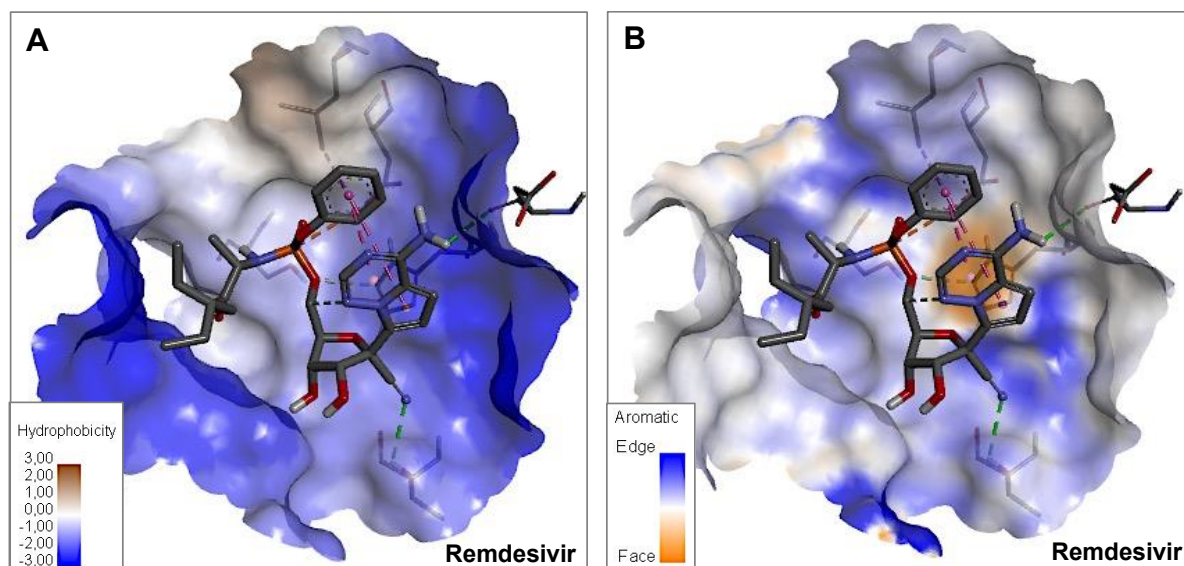 A
Hydrophobicity
3,00
2,00
1,00
0,00
-1,00
-2,00
-3,00
Remdesivir
B
Aromatic
Edge
Face
Remdesivir